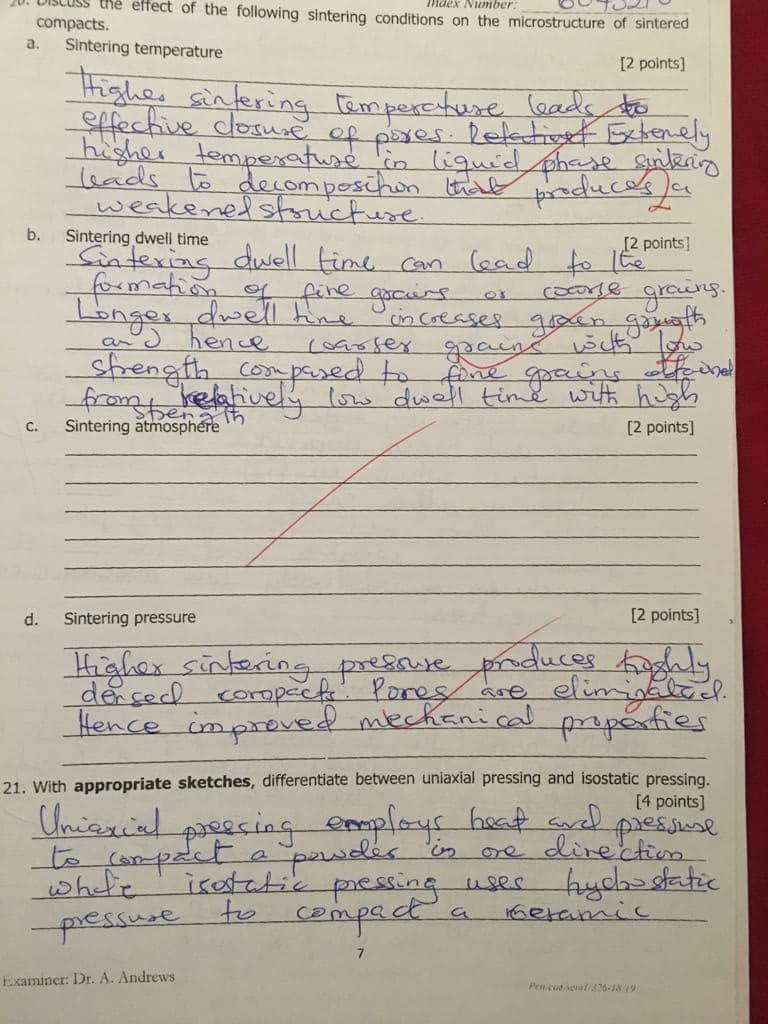 20. Discuss the effect of the following sintering conditions on the microstructure of sintered
Index Number:
compacts.
a. Sintering temperature
[2 points]
Higher sintering temperature leads to
effective closure of pores. Extremely
higher temperature in liquid phase sintering
leads to decomposition that produces a
2
weakened structure.
b. Sintering dwell time
[2 points]
Sintering dwell time can lead to the
formation of fine grains or coarse grains.
Longer dwell time increases grain growth
and hence coarser grains with low
2
strength compared to fine grains obtained
from relatively low dwell time with high
strength
c. Sintering atmosphere
[2 points]
d. Sintering pressure
[2 points]
Higher sintering pressure produces highly
densed compacts. Pores are eliminated.
2
Hence improved mechanical properties
21. With appropriate sketches, differentiate between uniaxial pressing and isostatic pressing.
[4 points]
Uniaxial pressing employs heat and pressure
to compact a powder in one direction
while isostatic pressing uses hydrostatic
pressure to compact a ceramic
7
Examiner: Dr. A. Andrews